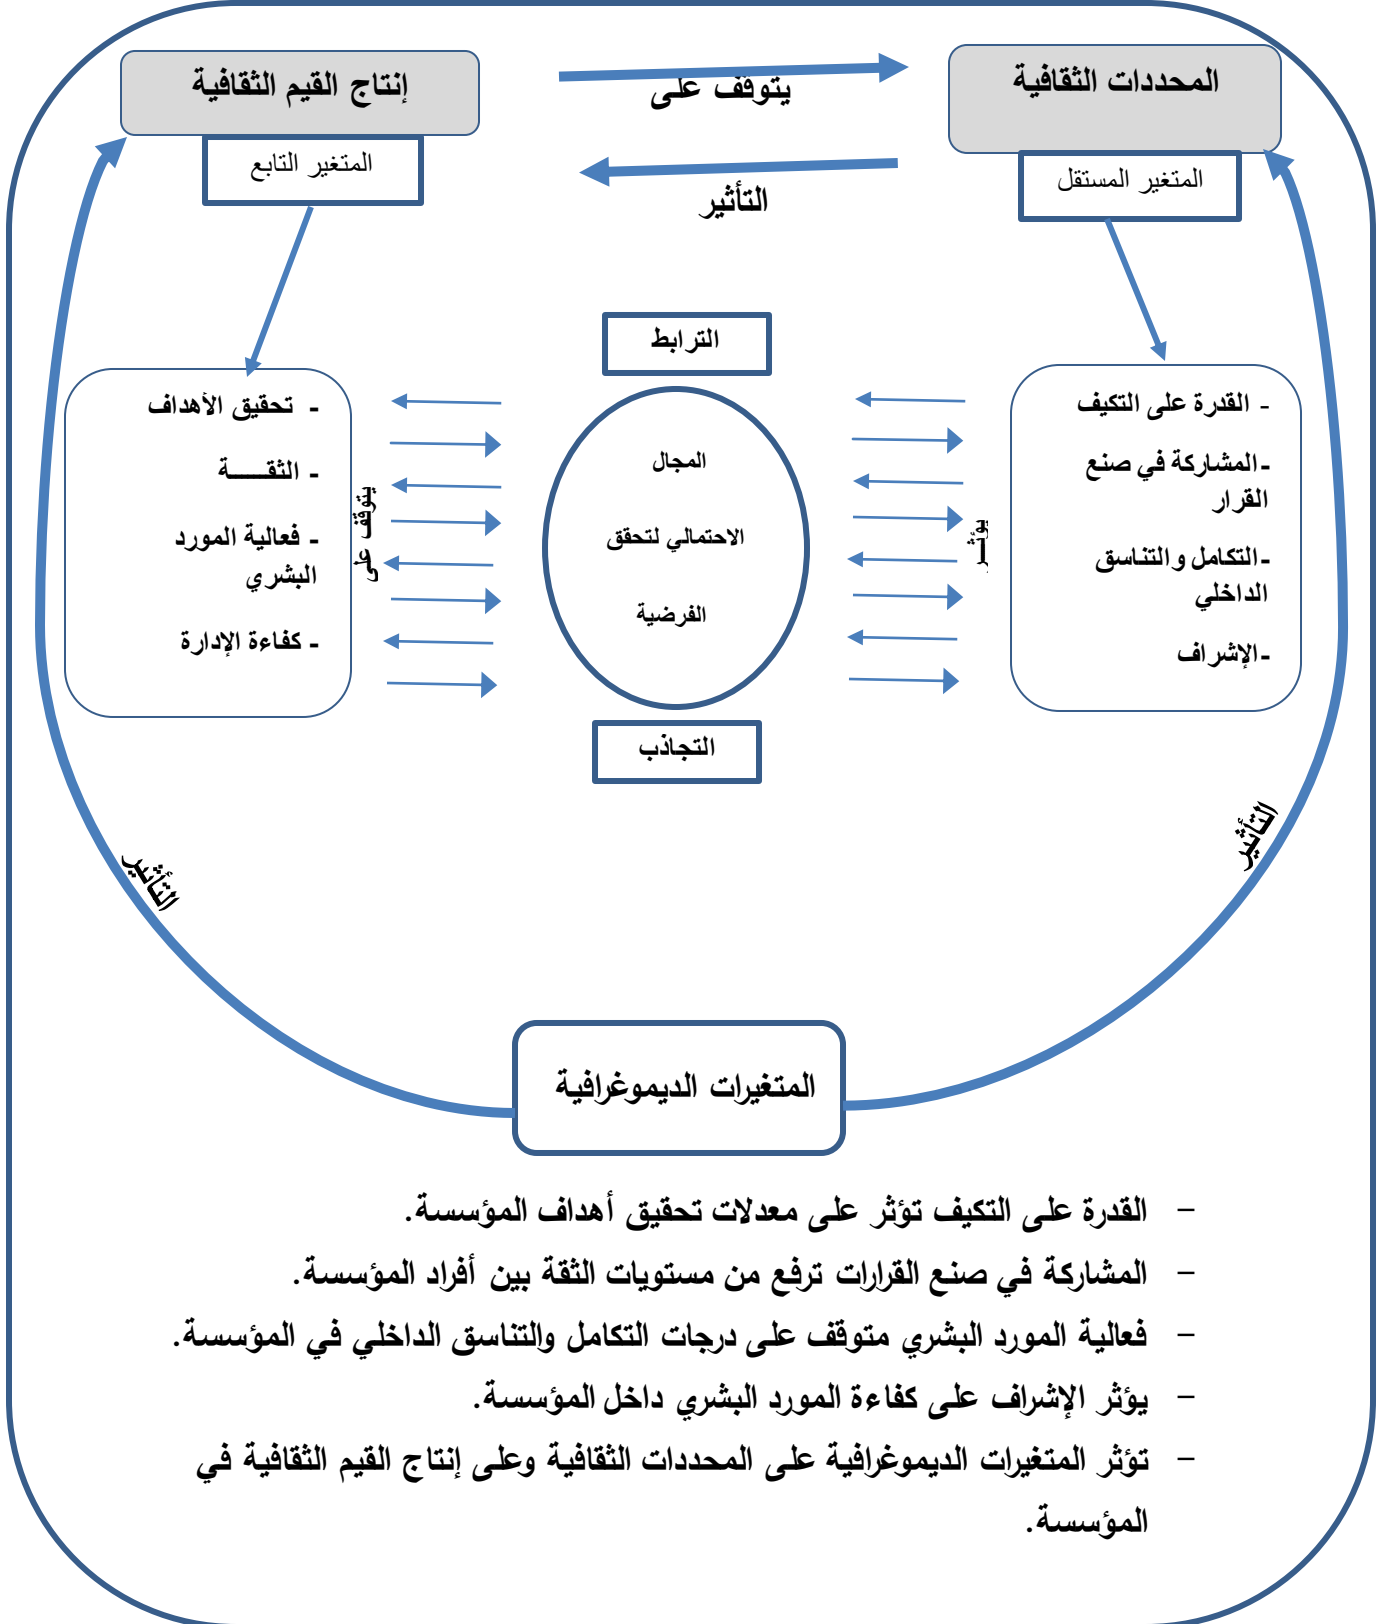 المحددات الثقافية
يتوقف على
إنتاج القيم الثقافية
المتغير المستقل
التأثير
المتغير التابع
الترابط
- القدرة على التكيف
-المشاركة في صنع
القرار
-التكامل والتناسق
الداخلي
-الإشراف
يؤثــر
المجال
الاحتمالي لتحقق
الفرضية
يتوقف على
- تحقيق الأهداف
- الثقـــــة
- فعالية المورد
البشري
- كفاءة الإدارة
التجاذب
التأثير
التأثير
المتغيرات الديموغرافية
– القدرة على التكيف تؤثر على معدلات تحقيق أهداف المؤسسة.
– المشاركة في صنع القرارات ترفع من مستويات الثقة بين أفراد المؤسسة.
– فعالية المورد البشري متوقف على درجات التكامل والتناسق الداخلي في المؤسسة.
– يؤثر الإشراف على كفاءة المورد البشري داخل المؤسسة.
– تؤثر المتغيرات الديموغرافية على المحددات الثقافية وعلى إنتاج القيم الثقافية في
المؤسسة.